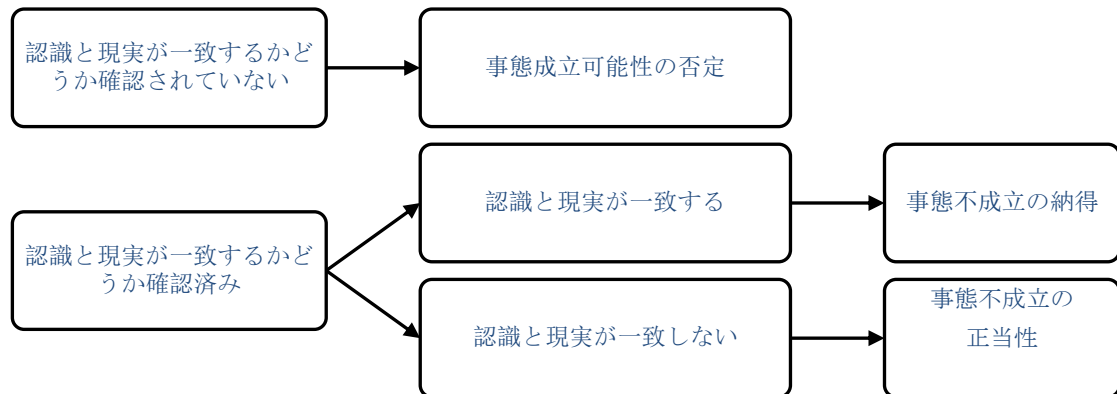 認識と現実が一致するかど
うか確認されていない
事態成立可能性の否定
認識と現実が一致するかど
うか確認済み
認識と現実が一致する
事態不成立の納得
認識と現実が一致しない
事態不成立の
正当性